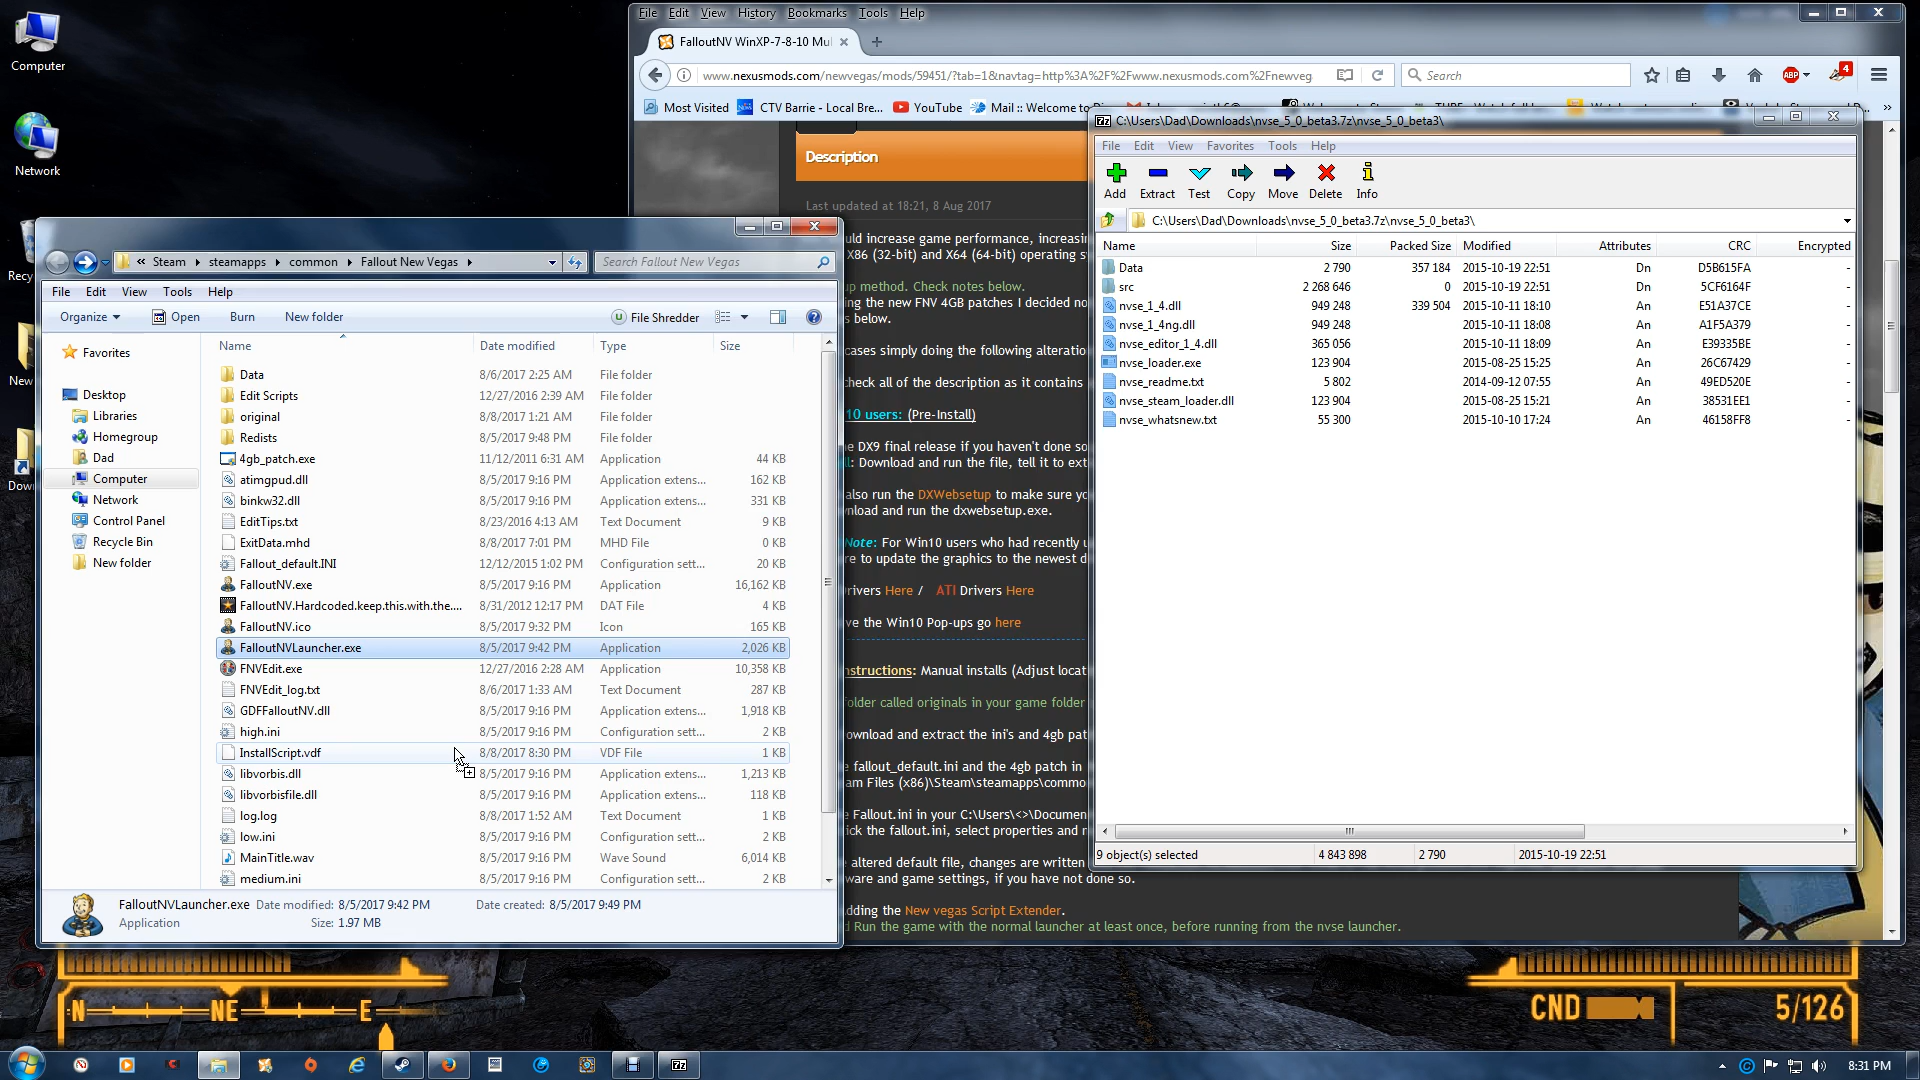 Computer
Network
Recy
New
Down
File Edit View History Bookmarks Tools Help
FalloutNV WinXP-7-8-10 Mul
www.nexusmods.com/newvegas/mods/59451/?tab=1&navtag=http%3A%2F%2Fwww.nexusmods.com%2Fnewveg
Search
ABP
4
Most Visited CTV Barrie - Local Bre... YouTube Mail :: Welcome to
Description
Last updated at 18:21, 8 Aug 2017
uld increase game performance, increasin
X86 (32-bit) and X64 (64-bit) operating s
up method. Check notes below.
ing the new FNV 4GB patches I decided no
s below.
cases simply doing the following alteratio
heck all of the description as it contains
10 users: (Pre-Install)
e DX9 final release if you haven't done so
ll: Download and run the file, tell it to ext
also run the DXWebsetup to make sure yo
nload and run the dxwebsetup.exe.
Note: For Win10 users who had recently u
re to update the graphics to the newest d
rivers Here / ATI Drivers Here
ve the Win10 Pop-ups go here
nstructions: Manual installs (Adjust locat
older called originals in your game folder
ownload and extract the ini's and 4gb pat
e fallout_default.ini and the 4gb patch in
am Files (x86)\Steam\steamapps\commo
e Fallout.ini in your C:\Users\<>\Documen
ick the fallout.ini, select properties and m
e altered default file, changes are written
ware and game settings, if you have not done so.
dding the New vegas Script Extender.
d Run the game with the normal launcher at least once, before running from the nvse launcher.
« Steam steamapps common Fallout New Vegas
Search Fallout New Vegas
File Edit View Tools Help
Organize Open Burn New folder File Shredder
Favorites
Desktop
Libraries
Homegroup
Dad
Computer
Network
Control Panel
Recycle Bin
New folder
Name Date modified Type Size
Data 8/6/2017 2:25 AM File folder
Edit Scripts 12/27/2016 2:39 AM File folder
original 8/8/2017 1:21 AM File folder
Redists 8/5/2017 9:48 PM File folder
4gb_patch.exe 11/12/2011 6:31 AM Application 44 KB
atimgpud.dll 8/5/2017 9:16 PM Application extens... 162 KB
binkw32.dll 8/5/2017 9:16 PM Application extens... 331 KB
EditTips.txt 8/23/2016 4:13 AM Text Document 9 KB
ExitData.mhd 8/8/2017 7:01 PM MHD File 0 KB
Fallout_default.INI 12/12/2015 1:02 PM Configuration sett... 20 KB
FalloutNV.exe 8/5/2017 9:16 PM Application 16,162 KB
FalloutNV.Hardcoded.keep.this.with.the.... 8/31/2012 12:17 PM DAT File 4 KB
FalloutNV.ico 8/5/2017 9:32 PM Icon 165 KB
FalloutNVLauncher.exe 8/5/2017 9:42 PM Application 2,026 KB
FNVEdit.exe 12/27/2016 2:28 AM Application 10,358 KB
FNVEdit_log.txt 8/6/2017 1:33 AM Text Document 287 KB
GDFFalloutNV.dll 8/5/2017 9:16 PM Application extens... 1,918 KB
high.ini 8/5/2017 9:16 PM Configuration sett... 2 KB
InstallScript.vdf 8/8/2017 8:30 PM VDF File 1 KB
libvorbis.dll 8/5/2017 9:16 PM Application extens... 1,213 KB
libvorbisfile.dll 8/5/2017 9:16 PM Application extens... 118 KB
log.log 8/8/2017 1:52 AM Text Document 1 KB
low.ini 8/5/2017 9:16 PM Configuration sett... 2 KB
MainTitle.wav 8/5/2017 9:16 PM Wave Sound 6,014 KB
medium.ini 8/5/2017 9:16 PM Configuration sett... 2 KB
FalloutNVLauncher.exe Date modified: 8/5/2017 9:42 PM Date created: 8/5/2017 9:49 PM
Application Size: 1.97 MB
7z C:\Users\Dad\Downloads\nvse_5_0_beta3.7z\nvse_5_0_beta3\
File Edit View Favorites Tools Help
Add Extract Test Copy Move Delete Info
C:\Users\Dad\Downloads\nvse_5_0_beta3.7z\nvse_5_0_beta3\
Name Size Packed Size Modified Attributes CRC Encrypted
Data 2 790 357 184 2015-10-19 22:51 Dn D5B615FA -
src 2 268 646 0 2015-10-19 22:51 Dn 5CF6164F -
nvse_1_4.dll 949 248 339 504 2015-10-11 18:10 An E51A37CE -
nvse_1_4ng.dll 949 248 2015-10-11 18:08 An A1F5A379 -
nvse_editor_1_4.dll 365 056 2015-10-11 18:09 An E39335BE -
nvse_loader.exe 123 904 2015-08-25 15:25 An 26C67429 -
nvse_readme.txt 5 802 2014-09-12 07:55 An 49ED520E -
nvse_steam_loader.dll 123 904 2015-08-25 15:21 An 38531EE1 -
nvse_whatsnew.txt 55 300 2015-10-10 17:24 An 46158FF8 -
9 object(s) selected 4 843 898 2 790 2015-10-19 22:51
N NE E
CND 5/126
7z
8:31 PM